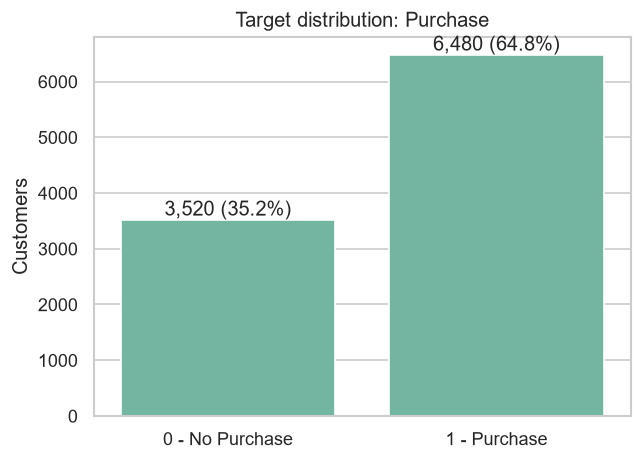 Target distribution: Purchase
6,480 (64.8%)
6000
5000
4000
3,520 (35.2%)
3000
2000
1000
0
Customers
0 - No Purchase
1 - Purchase